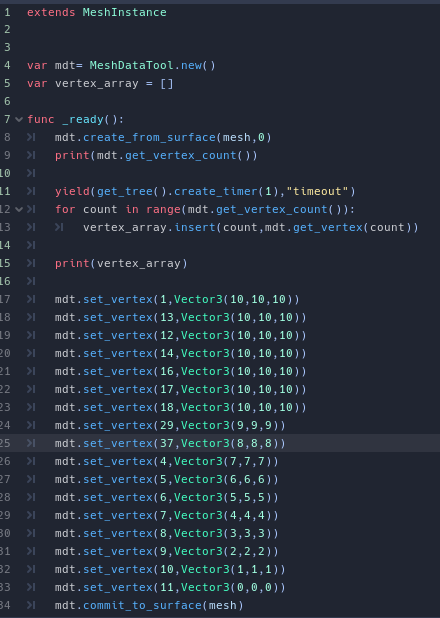 1 extends MeshInstance
2
3
4 var mdt= MeshDataTool.new()
5 var vertex_array = []
6
7 func _ready():
8 mdt.create_from_surface(mesh,0)
9 print(mdt.get_vertex_count())
10
11 yield(get_tree().create_timer(1),"timeout")
12 for count in range(mdt.get_vertex_count()):
13 vertex_array.insert(count,mdt.get_vertex(count))
14
15 print(vertex_array)
16
17 mdt.set_vertex(1,Vector3(10,10,10))
18 mdt.set_vertex(13,Vector3(10,10,10))
19 mdt.set_vertex(12,Vector3(10,10,10))
20 mdt.set_vertex(14,Vector3(10,10,10))
21 mdt.set_vertex(16,Vector3(10,10,10))
22 mdt.set_vertex(17,Vector3(10,10,10))
23 mdt.set_vertex(18,Vector3(10,10,10))
24 mdt.set_vertex(29,Vector3(9,9,9))
25 mdt.set_vertex(37,Vector3(8,8,8))
26 mdt.set_vertex(4,Vector3(7,7,7))
27 mdt.set_vertex(5,Vector3(6,6,6))
28 mdt.set_vertex(6,Vector3(5,5,5))
29 mdt.set_vertex(7,Vector3(4,4,4))
30 mdt.set_vertex(8,Vector3(3,3,3))
31 mdt.set_vertex(9,Vector3(2,2,2))
32 mdt.set_vertex(10,Vector3(1,1,1))
33 mdt.set_vertex(11,Vector3(0,0,0))
34 mdt.commit_to_surface(mesh)